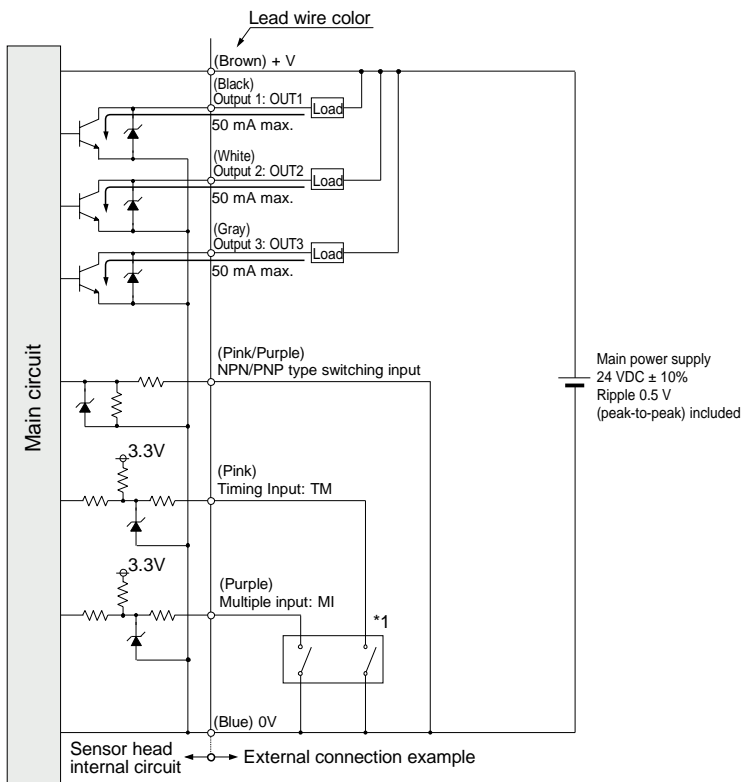 Lead wire color
(Brown) + V
(Black)
Output 1: OUT1
Load
50 mA max.
(White)
Output 2: OUT2
Load
50 mA max.
(Gray)
Output 3: OUT3
Load
50 mA max.
Main circuit
(Pink/Purple)
NPN/PNP type switching input
Main power supply
24 VDC ± 10%
Ripple 0.5 V
(peak-to-peak) included
3.3V
(Pink)
Timing Input: TM
3.3V
(Purple)
Multiple input: MI
*1
(Blue) 0V
Sensor head
internal circuit
External connection example